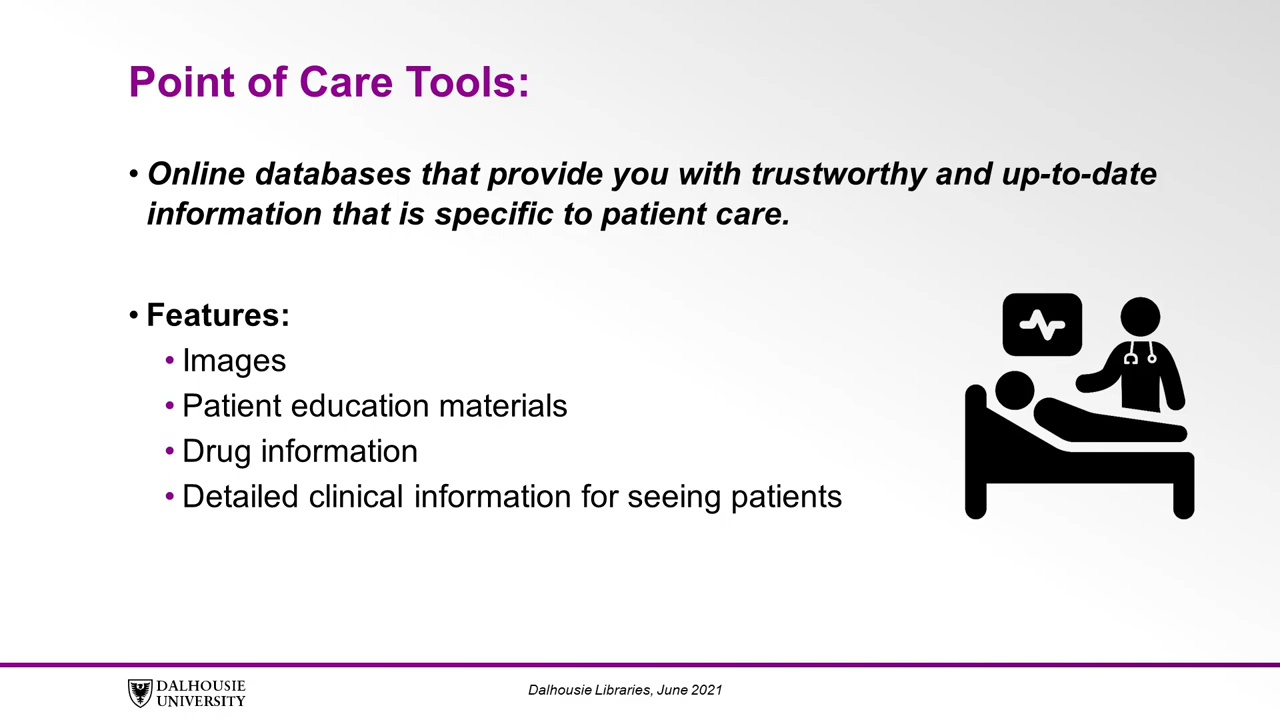 Point of Care Tools:
• Online databases that provide you with trustworthy and up-to-date
information that is specific to patient care.
• Features:
• Images
• Patient education materials
• Drug information
• Detailed clinical information for seeing patients
DALHOUSIE
UNIVERSITY
Dalhousie Libraries, June 2021